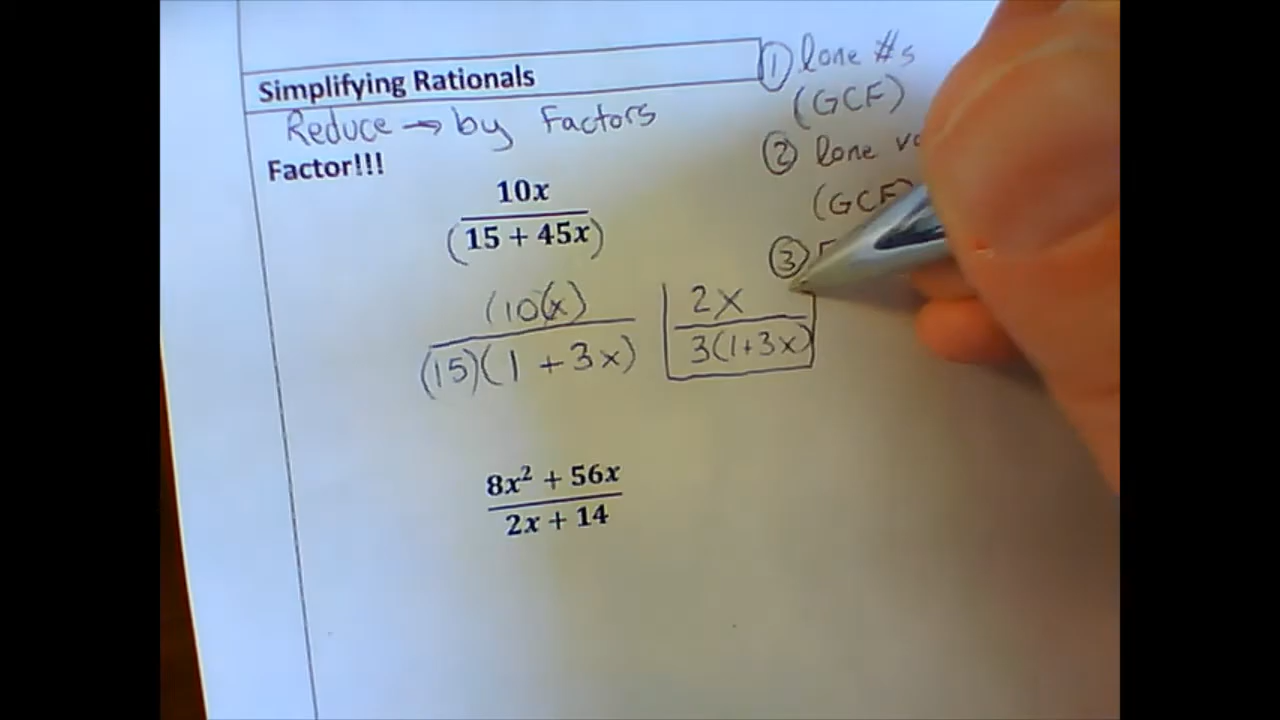 Simplifying Rationals
Reduce → by Factors
Factor!!!
① lone #s
(GCF)
② lone
(GCF)
③
10x
(15 + 45x)
(10(x)
(15)(1 + 3x)
2x
3(1+3x)
8x² + 56x
2x + 14